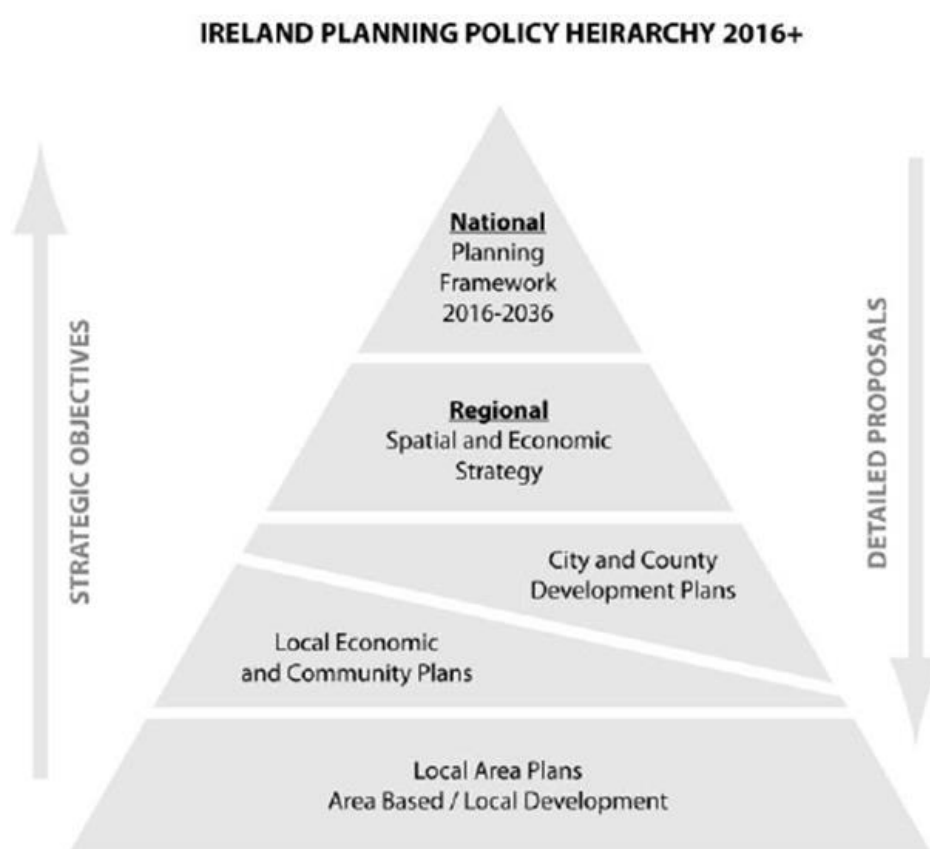 IRELAND PLANNING POLICY HEIRARCHY 2016+
National
Planning
Framework
2016-2036
STRATEGIC OBJECTIVES
DETAILED PROPOSALS
Regional
Spatial and Economic
Strategy
City and County
Development Plans
Local Economic
and Community Plans
Local Area Plans
Area Based / Local Development